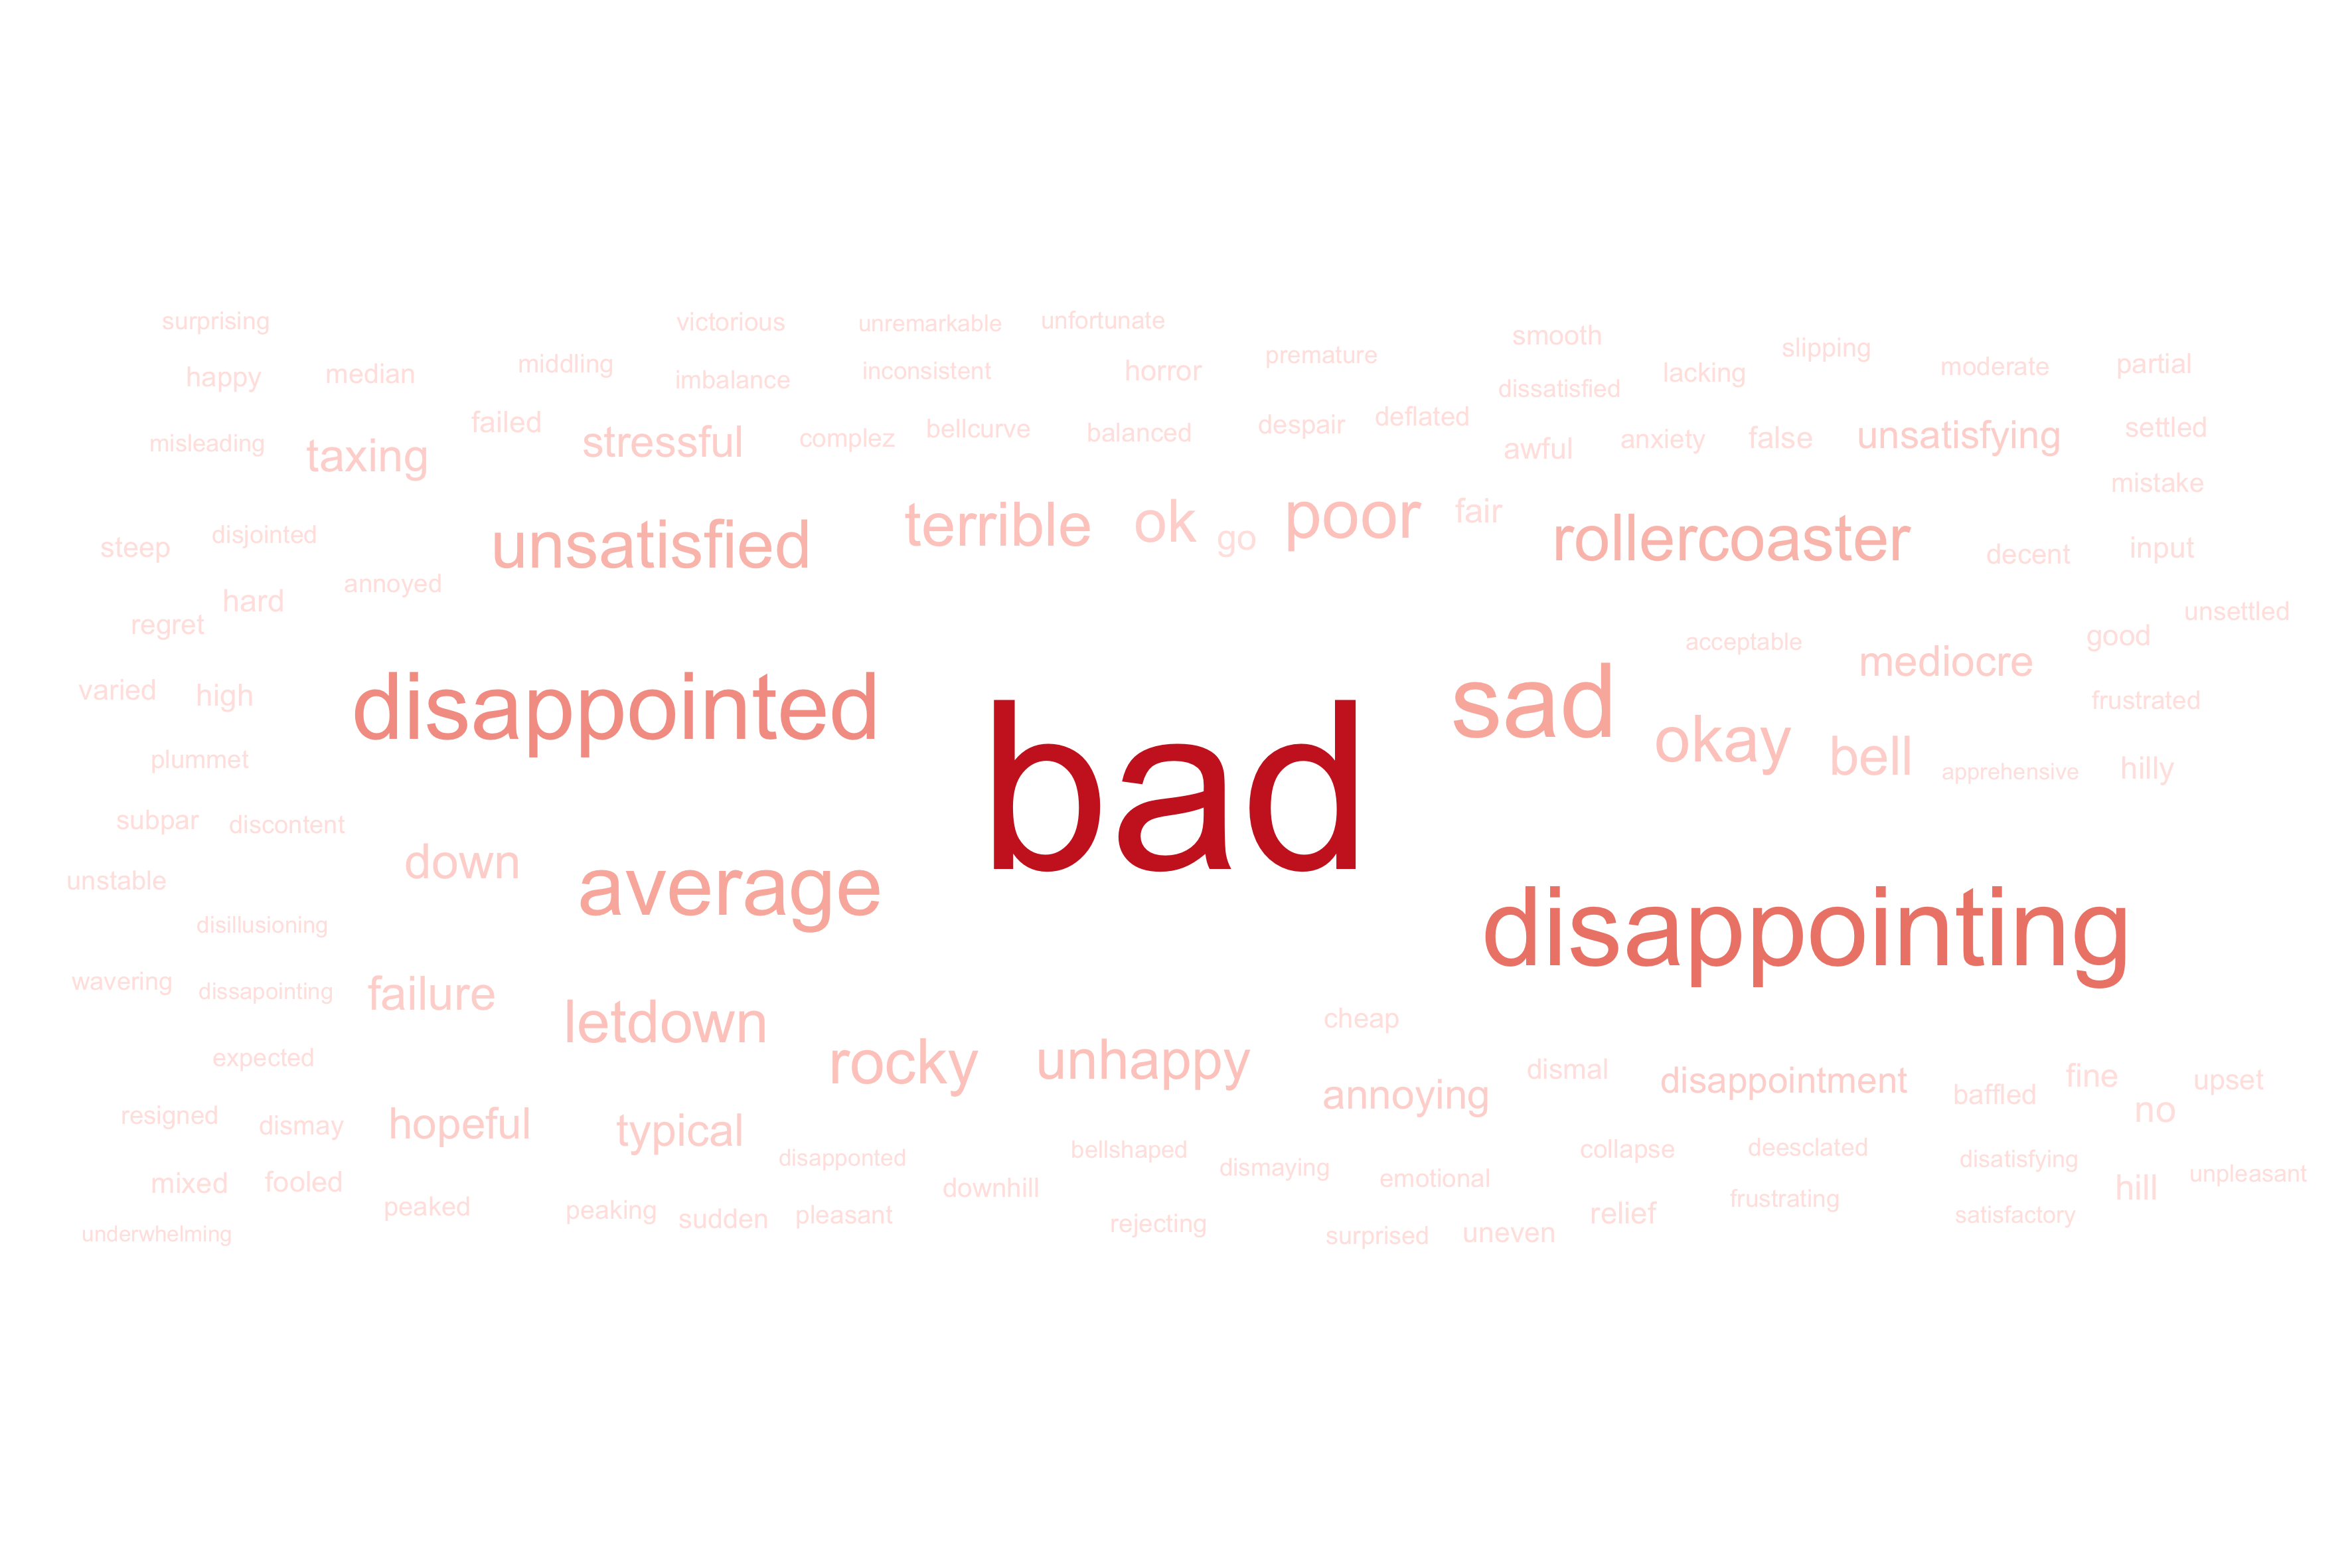 surprising
victorious
unremarkable
unfortunate
smooth
slipping
happy
median
middling
imbalance
inconsistent
horror
premature
dissatisfied
lacking
moderate
partial
misleading
taxing
failed
stressful
complez
bellcurve
balanced
despair
deflated
awful
anxiety
false
unsatisfying
settled
mistake
steep
disjointed
unsatisfied
terrible
ok
go
poor
fair
rollercoaster
decent
input
hard
annoyed
regret
acceptable
mediocre
good
unsettled
varied
high
disappointed
bad
sad
okay
bell
frustrated
plummet
apprehensive
hilly
subpar
discontent
down
average
unstable
disillusioning
disappointing
wavering
dissapointing
failure
letdown
cheap
expected
rocky
unhappy
annoying
dismal
disappointment
baffled
fine
no
upset
resigned
dismay
hopeful
typical
disapponted
bellshaped
dismaying
emotional
collapse
deesclated
disatisfying
unpleasant
mixed
fooled
peaked
peaking
sudden
pleasant
downhill
rejecting
surprised
uneven
relief
frustrating
satisfactory
hill
underwhelming